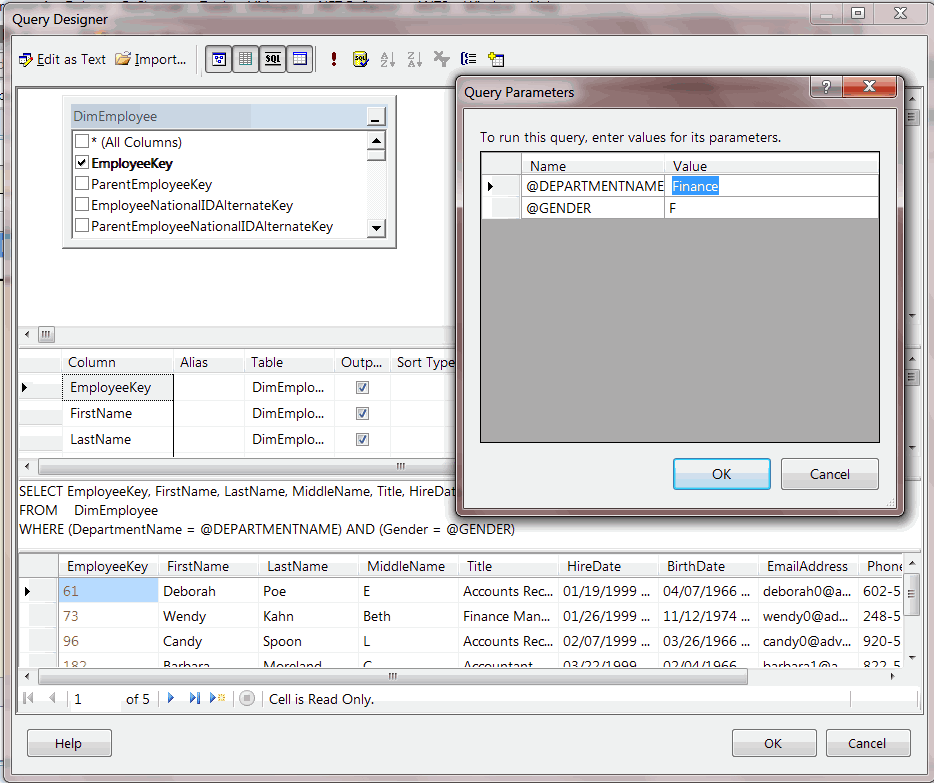 Query Designer
Edit as Text Import... SQL
DimEmployee
* (All Columns)
EmployeeKey
ParentEmployeeKey
EmployeeNationalIDAlternateKey
ParentEmployeeNationalIDAlternateKey
Query Parameters
To run this query, enter values for its parameters.
Name Value
@DEPARTMENTNAME Finance
@GENDER F
OK Cancel
Column Alias Table Outp... Sort Type
EmployeeKey DimEmplo...
FirstName DimEmplo...
LastName DimEmplo...
SELECT EmployeeKey, FirstName, LastName, MiddleName, Title, HireDat
FROM DimEmployee
WHERE (DepartmentName = @DEPARTMENTNAME) AND (Gender = @GENDER)
EmployeeKey FirstName LastName MiddleName Title HireDate BirthDate EmailAddress Phone
61 Deborah Poe E Accounts Rec... 01/19/1999 ... 04/07/1966 ... deborah0@a... 602-5
73 Wendy Kahn Beth Finance Man... 01/26/1999 ... 11/12/1974 ... wendy0@ad... 248-5
96 Candy Spoon L Accounts Rec... 02/07/1999 ... 03/26/1966 ... candy0@adv... 920-5
182 Barbara Moreland C Accountant 03/22/1999 ... 02/04/1966 ... barbara1@a... 822-5
1 of 5 Cell is Read Only.
Help OK Cancel